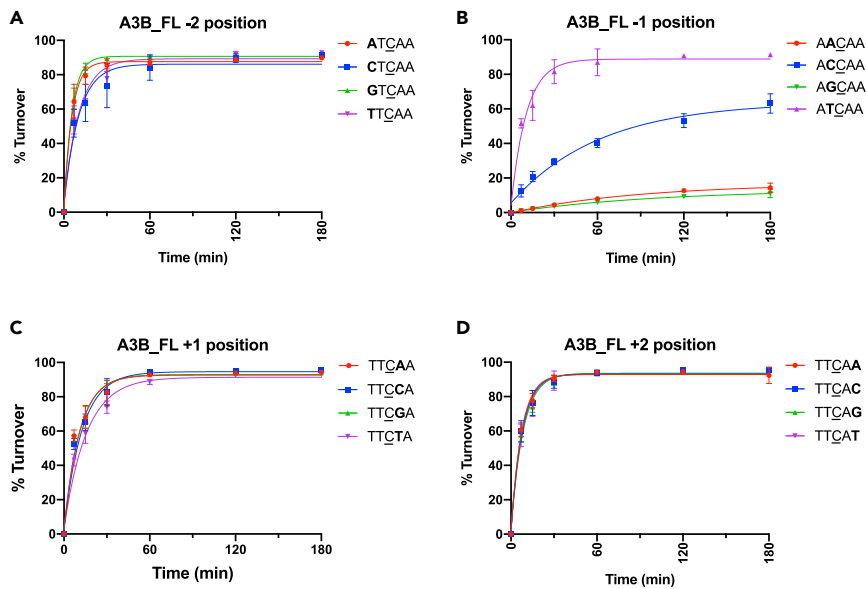 A
A3B_FL -2 position
% Turnover
100
80
60
40
20
0
0
60
120
180
Time (min)
ATCAA
CTCAA
GTCAA
TTCAA
B
A3B_FL -1 position
% Turnover
100
80
60
40
20
0
0
60
120
180
Time (min)
AACAA
ACCAA
AGCAA
ATCAA
C
A3B_FL +1 position
% Turnover
100
80
60
40
20
0
0
60
120
180
Time (min)
TTCAA
TTCCA
TTCGA
TTCTA
D
A3B_FL +2 position
% Turnover
100
80
60
40
20
0
0
60
120
180
Time (min)
TTCAA
TTCAC
TTCAG
TTCAT